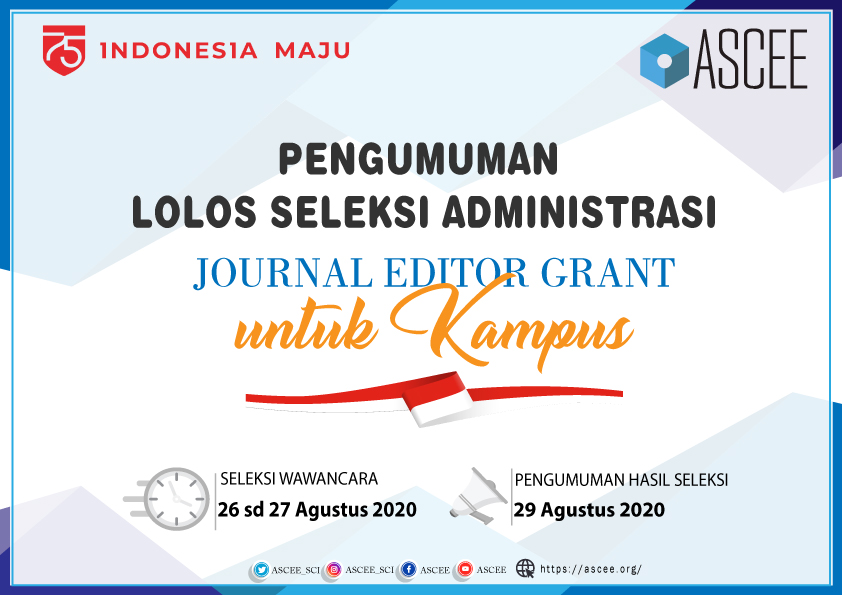 75 INDONESIA MAJU
ASCEE
PENGUMUMAN
LOLOS SELEKSI ADMINISTRASI
JOURNAL EDITOR GRANT
untuk Kampus
SELEKSI WAWANCARA
26 sd 27 Agustus 2020
PENGUMUMAN HASIL SELEKSI
29 Agustus 2020
ASCEE_SCI ASCEE_SCI ASCEE ASCEE https://ascee.org/